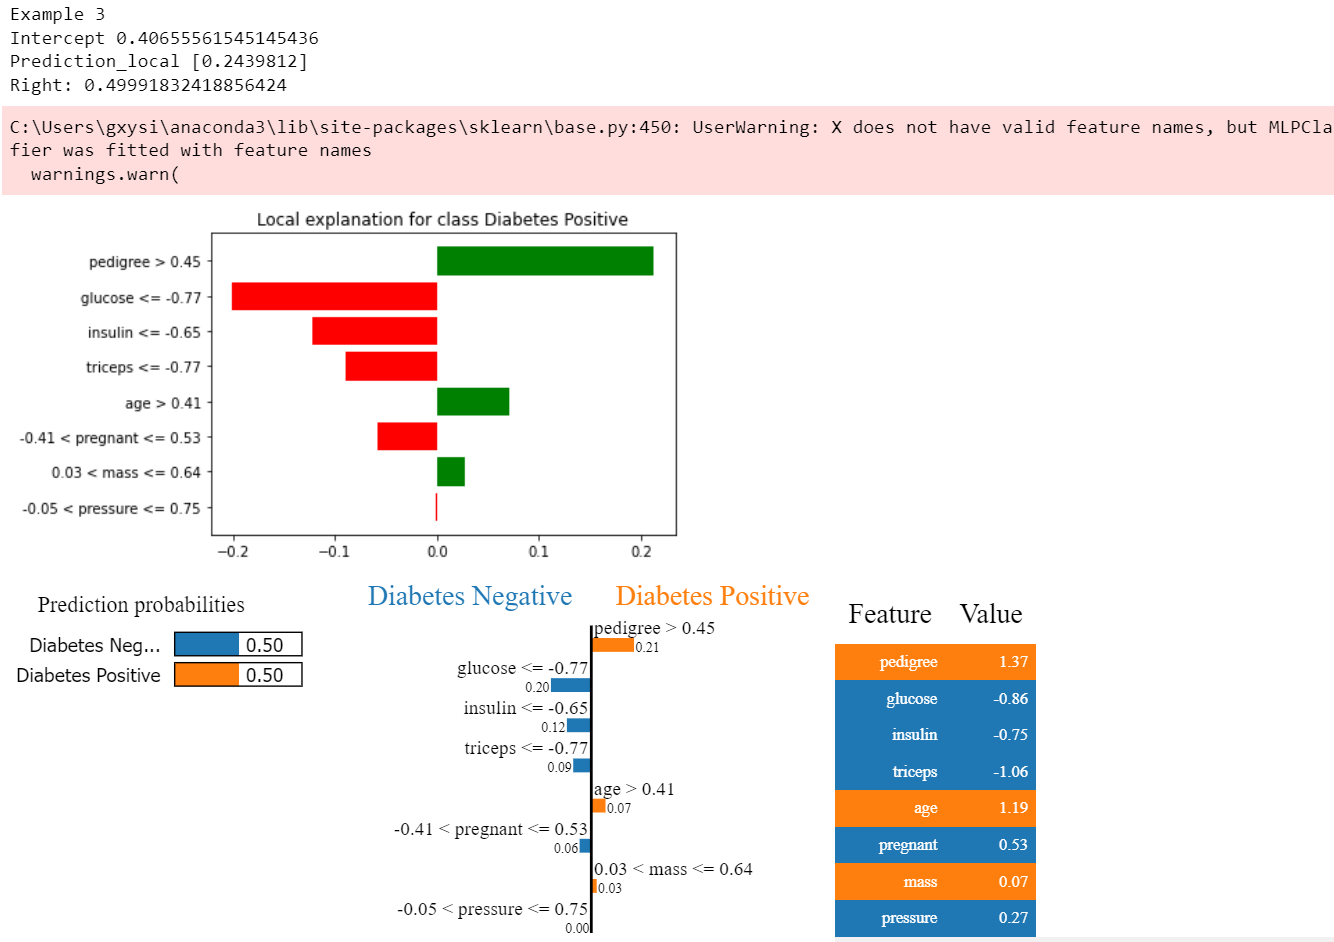 Example 3
Intercept 0.40655561545145436
Prediction_local [0.2439812]
Right: 0.49991832418856424
C:\Users\gxysi\anaconda3\lib\site-packages\sklearn\base.py:450: UserWarning: X does not have valid feature names, but MLPCla
fier was fitted with feature names
warnings.warn(
Local explanation for class Diabetes Positive
pedigree > 0.45
glucose <= -0.77
insulin <= -0.65
triceps <= -0.77
age > 0.41
-0.41 < pregnant <= 0.53
0.03 < mass <= 0.64
-0.05 < pressure <= 0.75
−0.2 −0.1 0.0 0.1 0.2
Prediction probabilities
Diabetes Neg... 0.50
Diabetes Positive 0.50
Diabetes Negative Diabetes Positive
pedigree > 0.45
0.21
glucose <= -0.77
0.20
insulin <= -0.65
0.12
triceps <= -0.77
0.09
age > 0.41
0.07
-0.41 < pregnant <= 0.53
0.06
0.03 < mass <= 0.64
0.03
-0.05 < pressure <= 0.75
0.00
Feature Value
pedigree 1.37
glucose -0.86
insulin -0.75
triceps -1.06
age 1.19
pregnant 0.53
mass 0.07
pressure 0.27